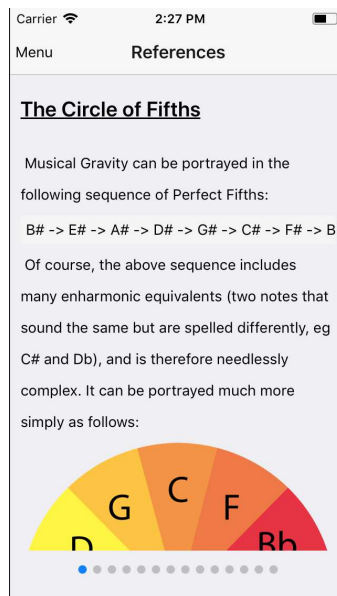 Carrier 2:27 PM
Menu References
The Circle of Fifths
Musical Gravity can be portrayed in the
following sequence of Perfect Fifths:
B# -> E# -> A# -> D# -> G# -> C# -> F# -> B
Of course, the above sequence includes
many enharmonic equivalents (two notes that
sound the same but are spelled differently, eg
C# and Db), and is therefore needlessly
complex. It can be portrayed much more
simply as follows:
C
G F
D Bb